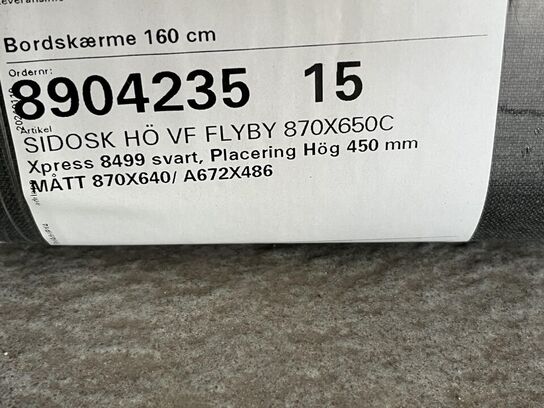 Bordskærme 160 cm
Ordernr:
8904235 15
Artikel
SIDOSK HÖ VF FLYBY 870X650C
Xpress 8499 svart, Placering Hög 450 mm
MÅTT 870X640/ A672X486